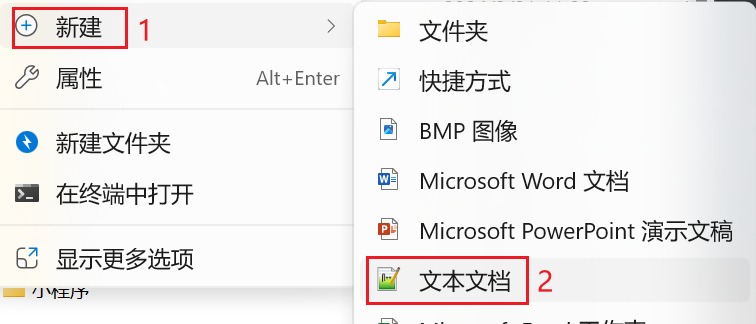 新建 1
属性 Alt+Enter
新建文件夹
在终端中打开
显示更多选项
小程序
文件夹
快捷方式
BMP 图像
Microsoft Word 文档
Microsoft PowerPoint 演示文稿
文本文档 2